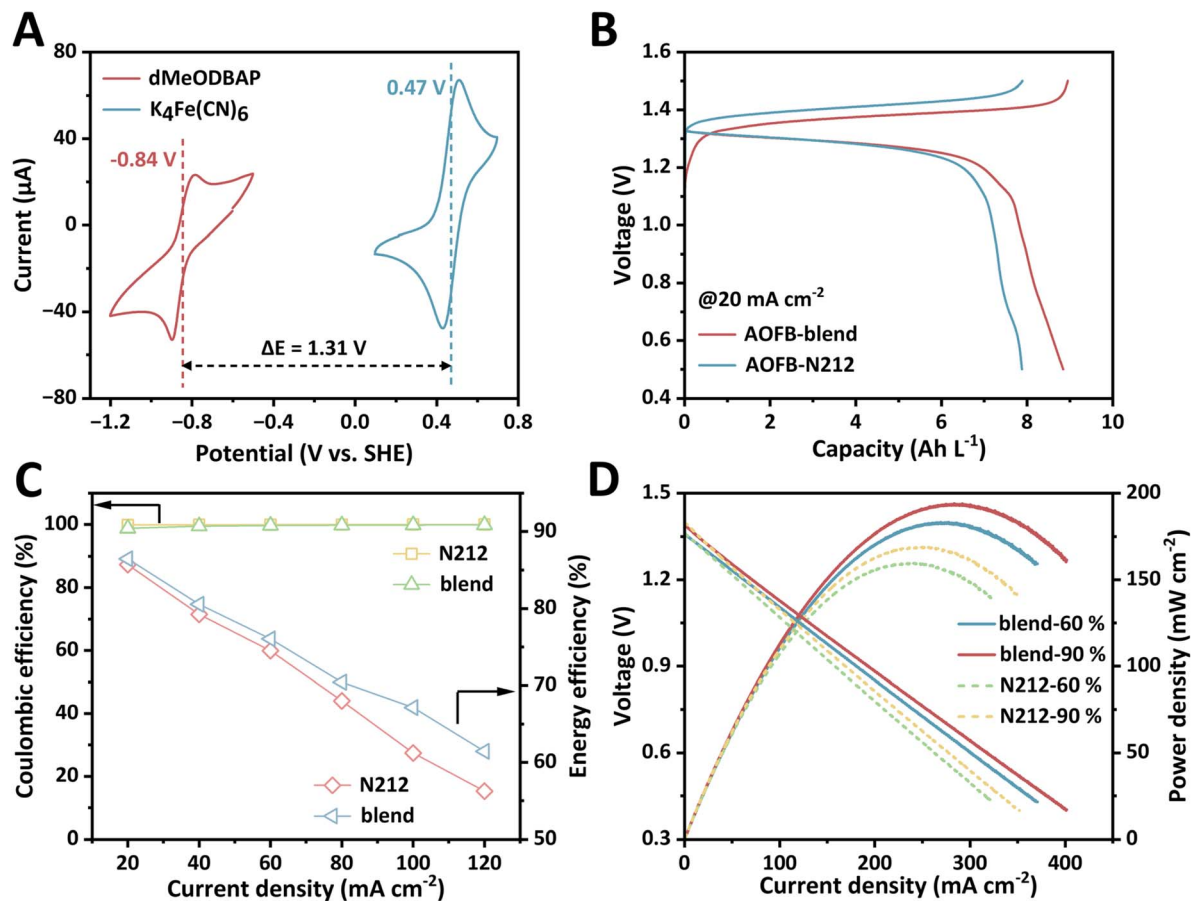 A
80
40
0
−40
−80
Current (µA)
dMeODBAP
K4Fe(CN)6
0.47 V
-0.84 V
ΔE = 1.31 V
−1.2
−0.8
−0.4
0.0
0.4
0.8
Potential (V vs. SHE)
B
1.6
1.4
1.2
1.0
0.8
0.6
0.4
Voltage (V)
@20 mA cm-2
AOFB-blend
AOFB-N212
0
2
4
6
8
10
Capacity (Ah L-1)
C
100
80
60
40
20
0
Coulombic efficiency (%)
N212
blend
N212
blend
90
80
70
60
50
Energy efficiency (%)
20
40
60
80
100
120
Current density (mA cm-2)
D
1.5
1.2
0.9
0.6
0.3
Voltage (V)
blend-60 %
blend-90 %
N212-60 %
N212-90 %
200
150
100
50
0
Power density (mW cm-2)
0
100
200
300
400
Current density (mA cm-2)